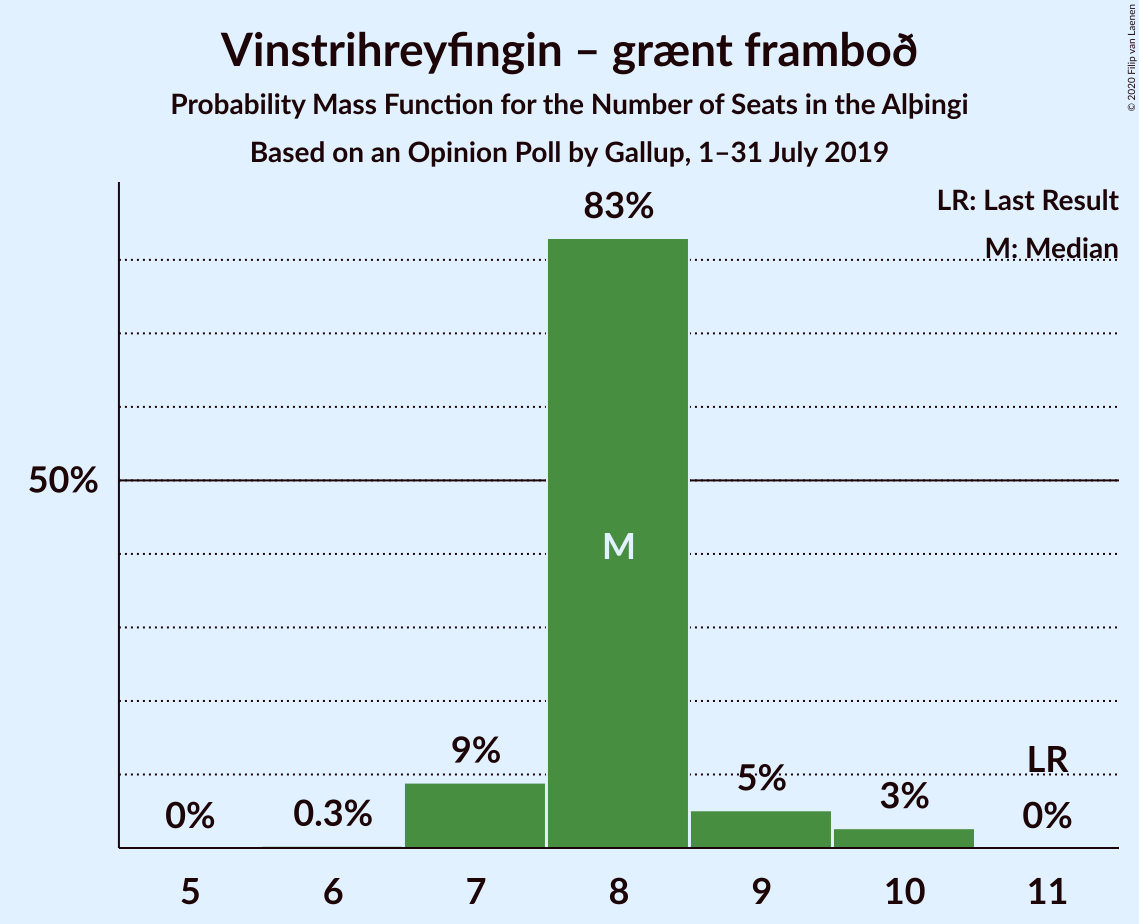 Vinstrihreyfingin – grænt framboð
Probability Mass Function for the Number of Seats in the Alþingi
Based on an Opinion Poll by Gallup, 1–31 July 2019
© 2020 Filip van Laenen
LR: Last Result
M: Median
83%
50%
M
9%
5%
3%
LR
0%
0.3%
0%
5
6
7
8
9
10
11